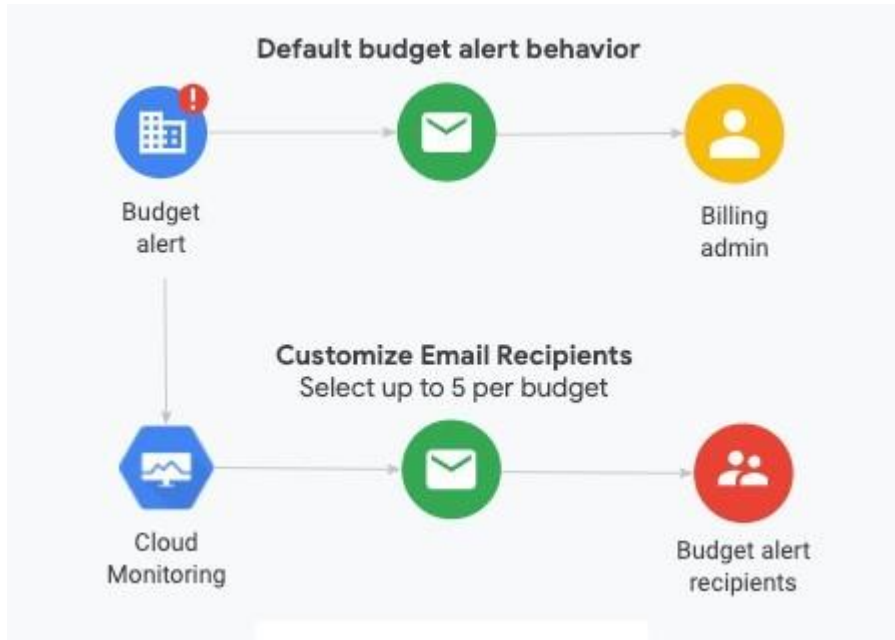 Default budget alert behavior
Budget
alert
Billing
admin
Customize Email Recipients
Select up to 5 per budget
Cloud
Monitoring
Budget alert
recipients